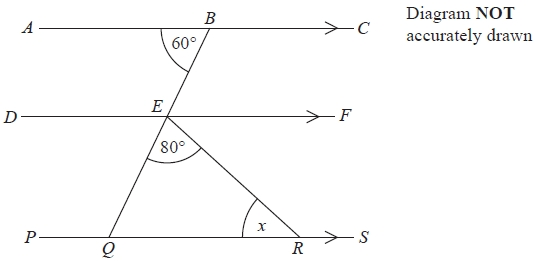 B
A
C
Diagram NOT
accurately drawn
60°
E
D
F
80°
x
P
Q
R
S